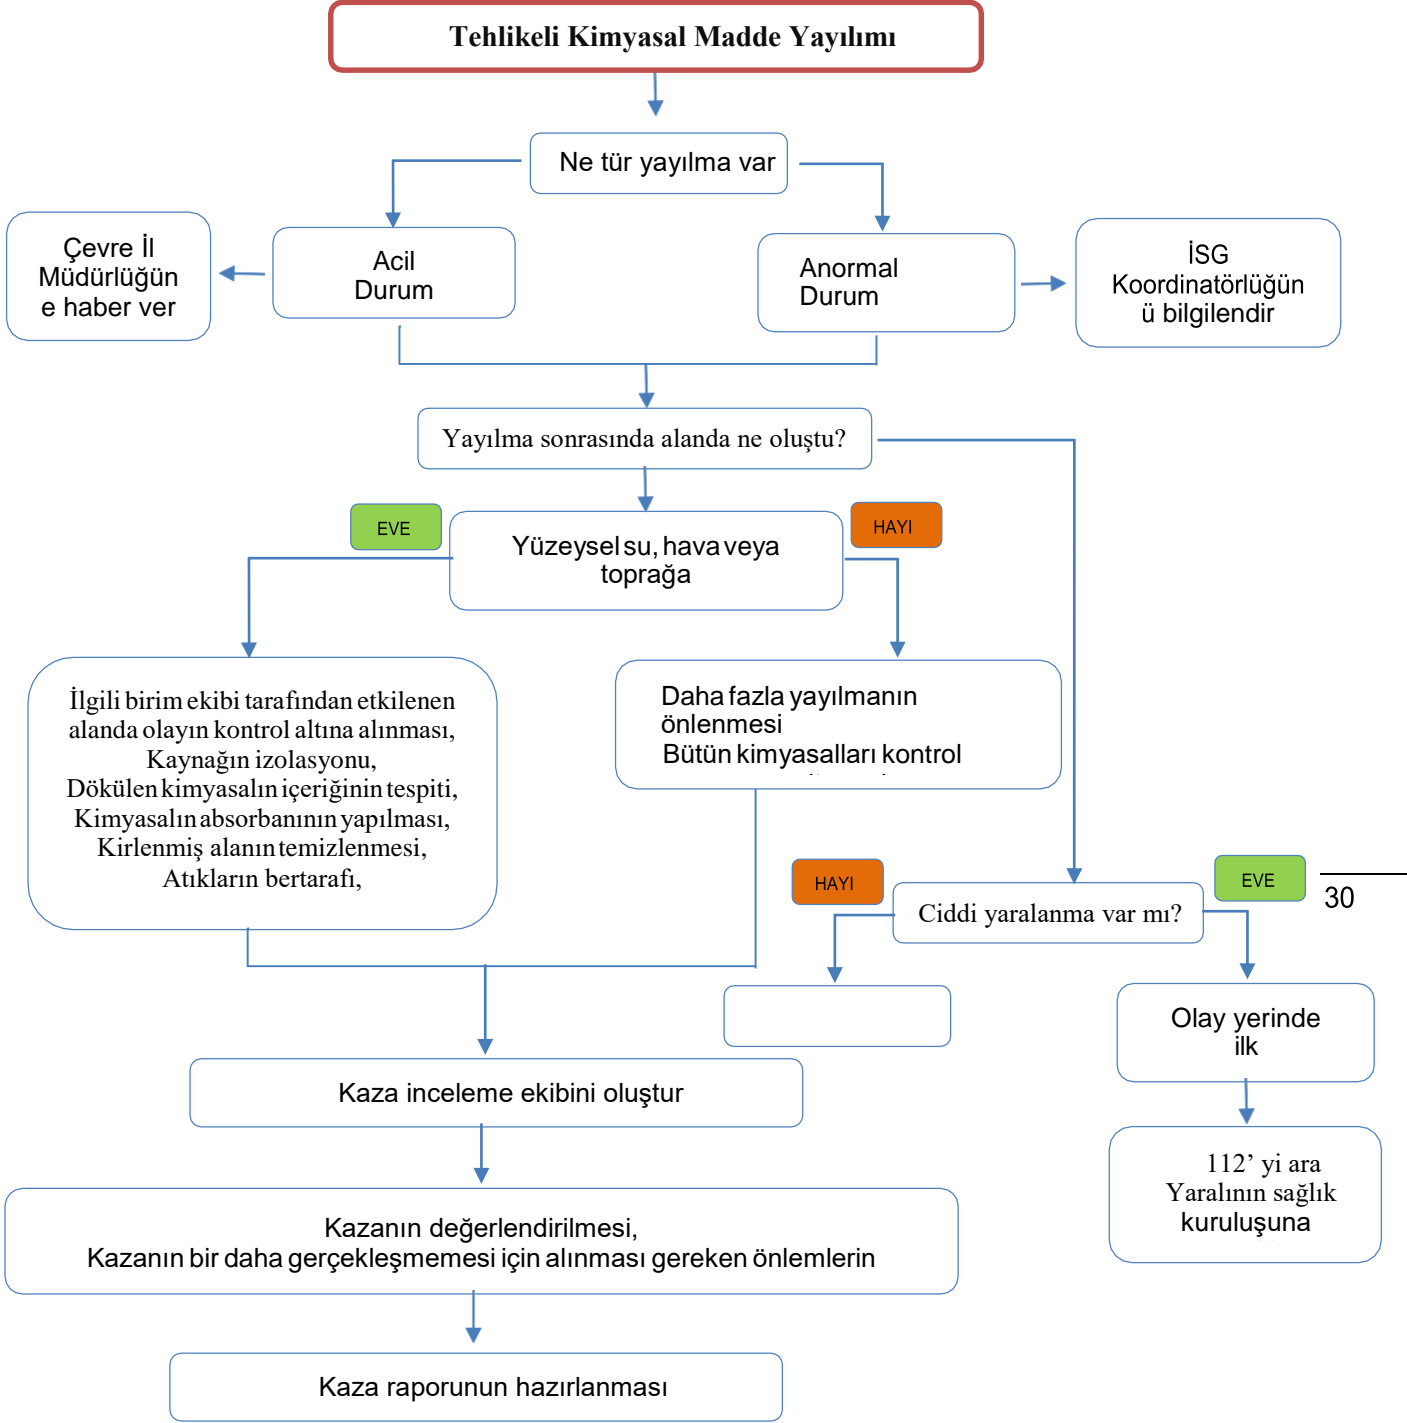 Tehlikeli Kimyasal Madde Yayılımı
Ne tür yayılma var
Çevre İl
Müdürlüğün
e haber ver
Acil
Durum
Anormal
Durum
İSG
Koordinatörlüğün
ü bilgilendir
Yayılma sonrasında alanda ne oluştu?
EVE
Yüzeysel su, hava veya
toprağa
HAYI
İlgili birim ekibi tarafından etkilenen
alanda olayın kontrol altına alınması,
Kaynağın izolasyonu,
Dökülen kimyasalın içeriğinin tespiti,
Kimyasalın absorbanının yapılması,
Kirlenmiş alanın temizlenmesi,
Atıkların bertarafı,
Daha fazla yayılmanın
önlenmesi
Bütün kimyasalları kontrol
HAYI
Ciddi yaralanma var mı?
EVE
30
Olay yerinde
ilk
112’ yi ara
Yaralının sağlık
kuruluşuna
Kaza inceleme ekibini oluştur
Kazanın değerlendirilmesi,
Kazanın bir daha gerçekleşmemesi için alınması gereken önlemlerin
Kaza raporunun hazırlanması